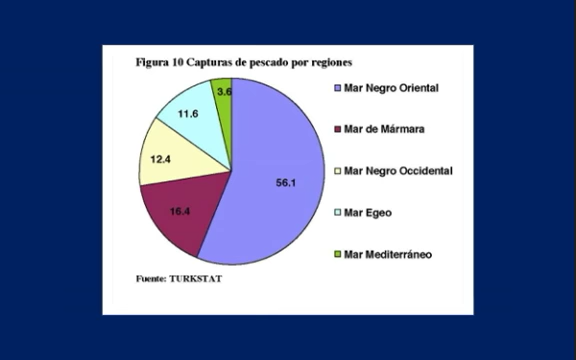 Figura 10 Capturas de pescado por regiones
3.6
Mar Negro Oriental
11.6
Mar de Mármara
12.4
Mar Negro Occidental
56.1
16.4
Mar Egeo
Mar Mediterráneo
Fuente: TURKSTAT